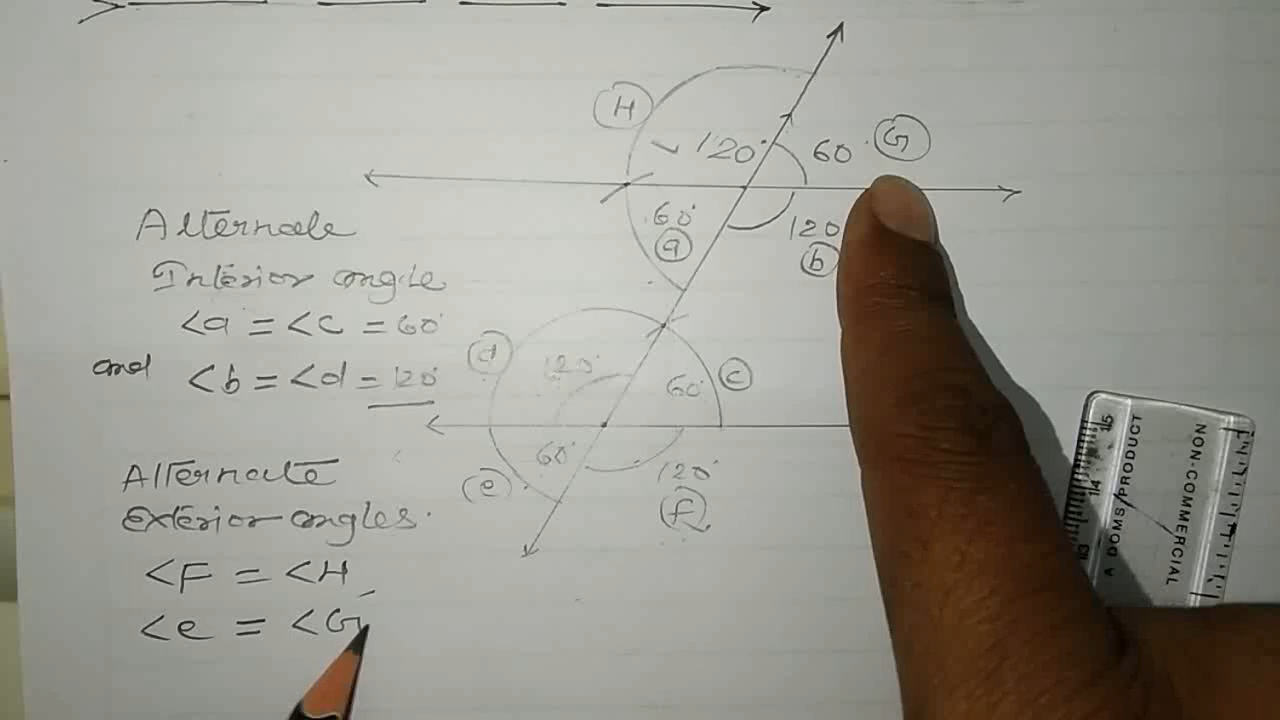 H
120°
60°
G
60°
a
120
b
Alternate
Interior angle
<a = <c = 60°
and <b = <d = 120°
d
120°
60°
c
60°
e
120°
f
Alternate
Exterior angles.
<F = <H
<e = <G
15
14
13
A DOMS PRODUCT
NON-COMMERCIAL